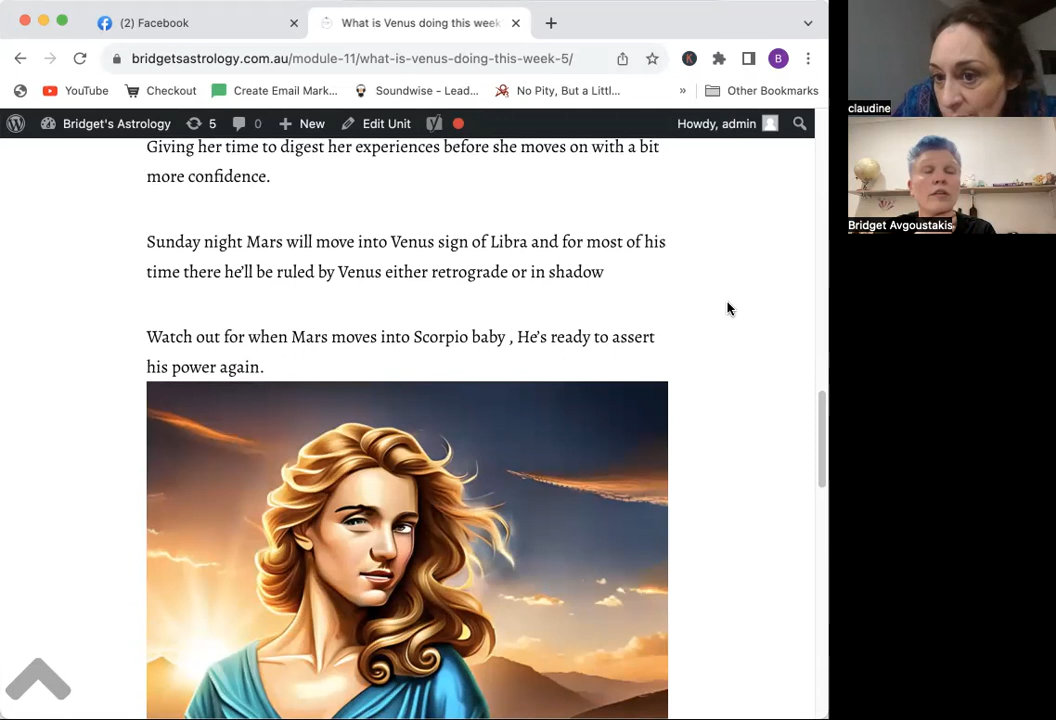 (2) Facebook
What is Venus doing this week
bridgetsastrology.com.au/module-11/what-is-venus-doing-this-week-5/
B
YouTube
Checkout
Create Email Mark...
Soundwise - Lead...
No Pity, But a Littl...
»
Other Bookmarks
Bridget's Astrology
5
0
New
Edit Unit
Howdy, admin
Giving her time to digest her experiences before she moves on with a bit
more confidence.
Sunday night Mars will move into Venus sign of Libra and for most of his
time there he'll be ruled by Venus either retrograde or in shadow
Watch out for when Mars moves into Scorpio baby , He's ready to assert
his power again.
claudine
Bridget Avgoustakis